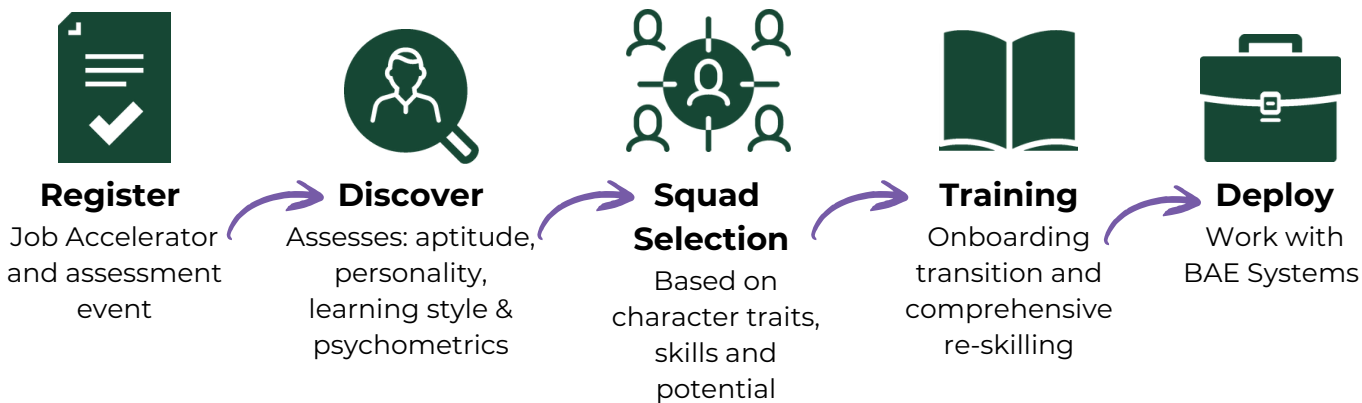 Register
Job Accelerator
and assessment
event
Discover
Assesses: aptitude,
personality,
learning style &
psychometrics
Squad
Selection
Based on
character traits,
skills and
potential
Training
Onboarding
transition and
comprehensive
re-skilling
Deploy
Work with
BAE Systems